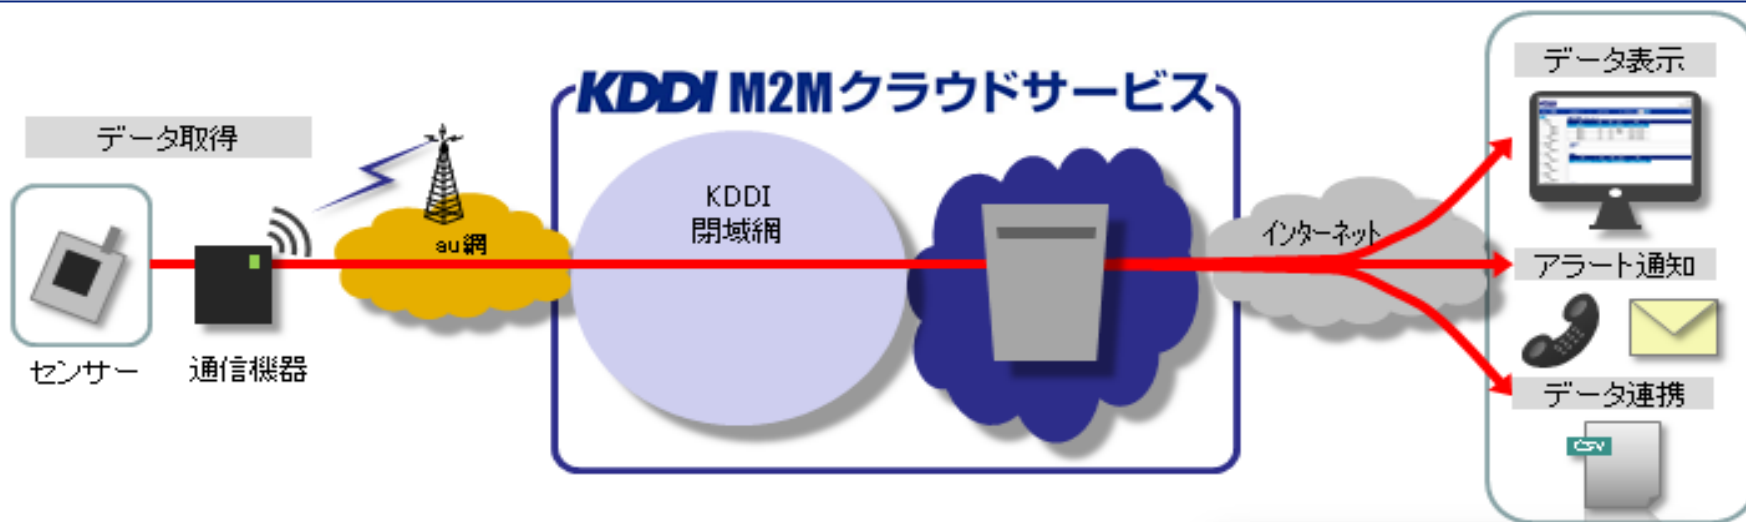 KDDI M2Mクラウドサービス
データ取得
センサー
通信機器
au網
KDDI
閉域網
インターネット
データ表示
アラート通知
データ連携
CSV